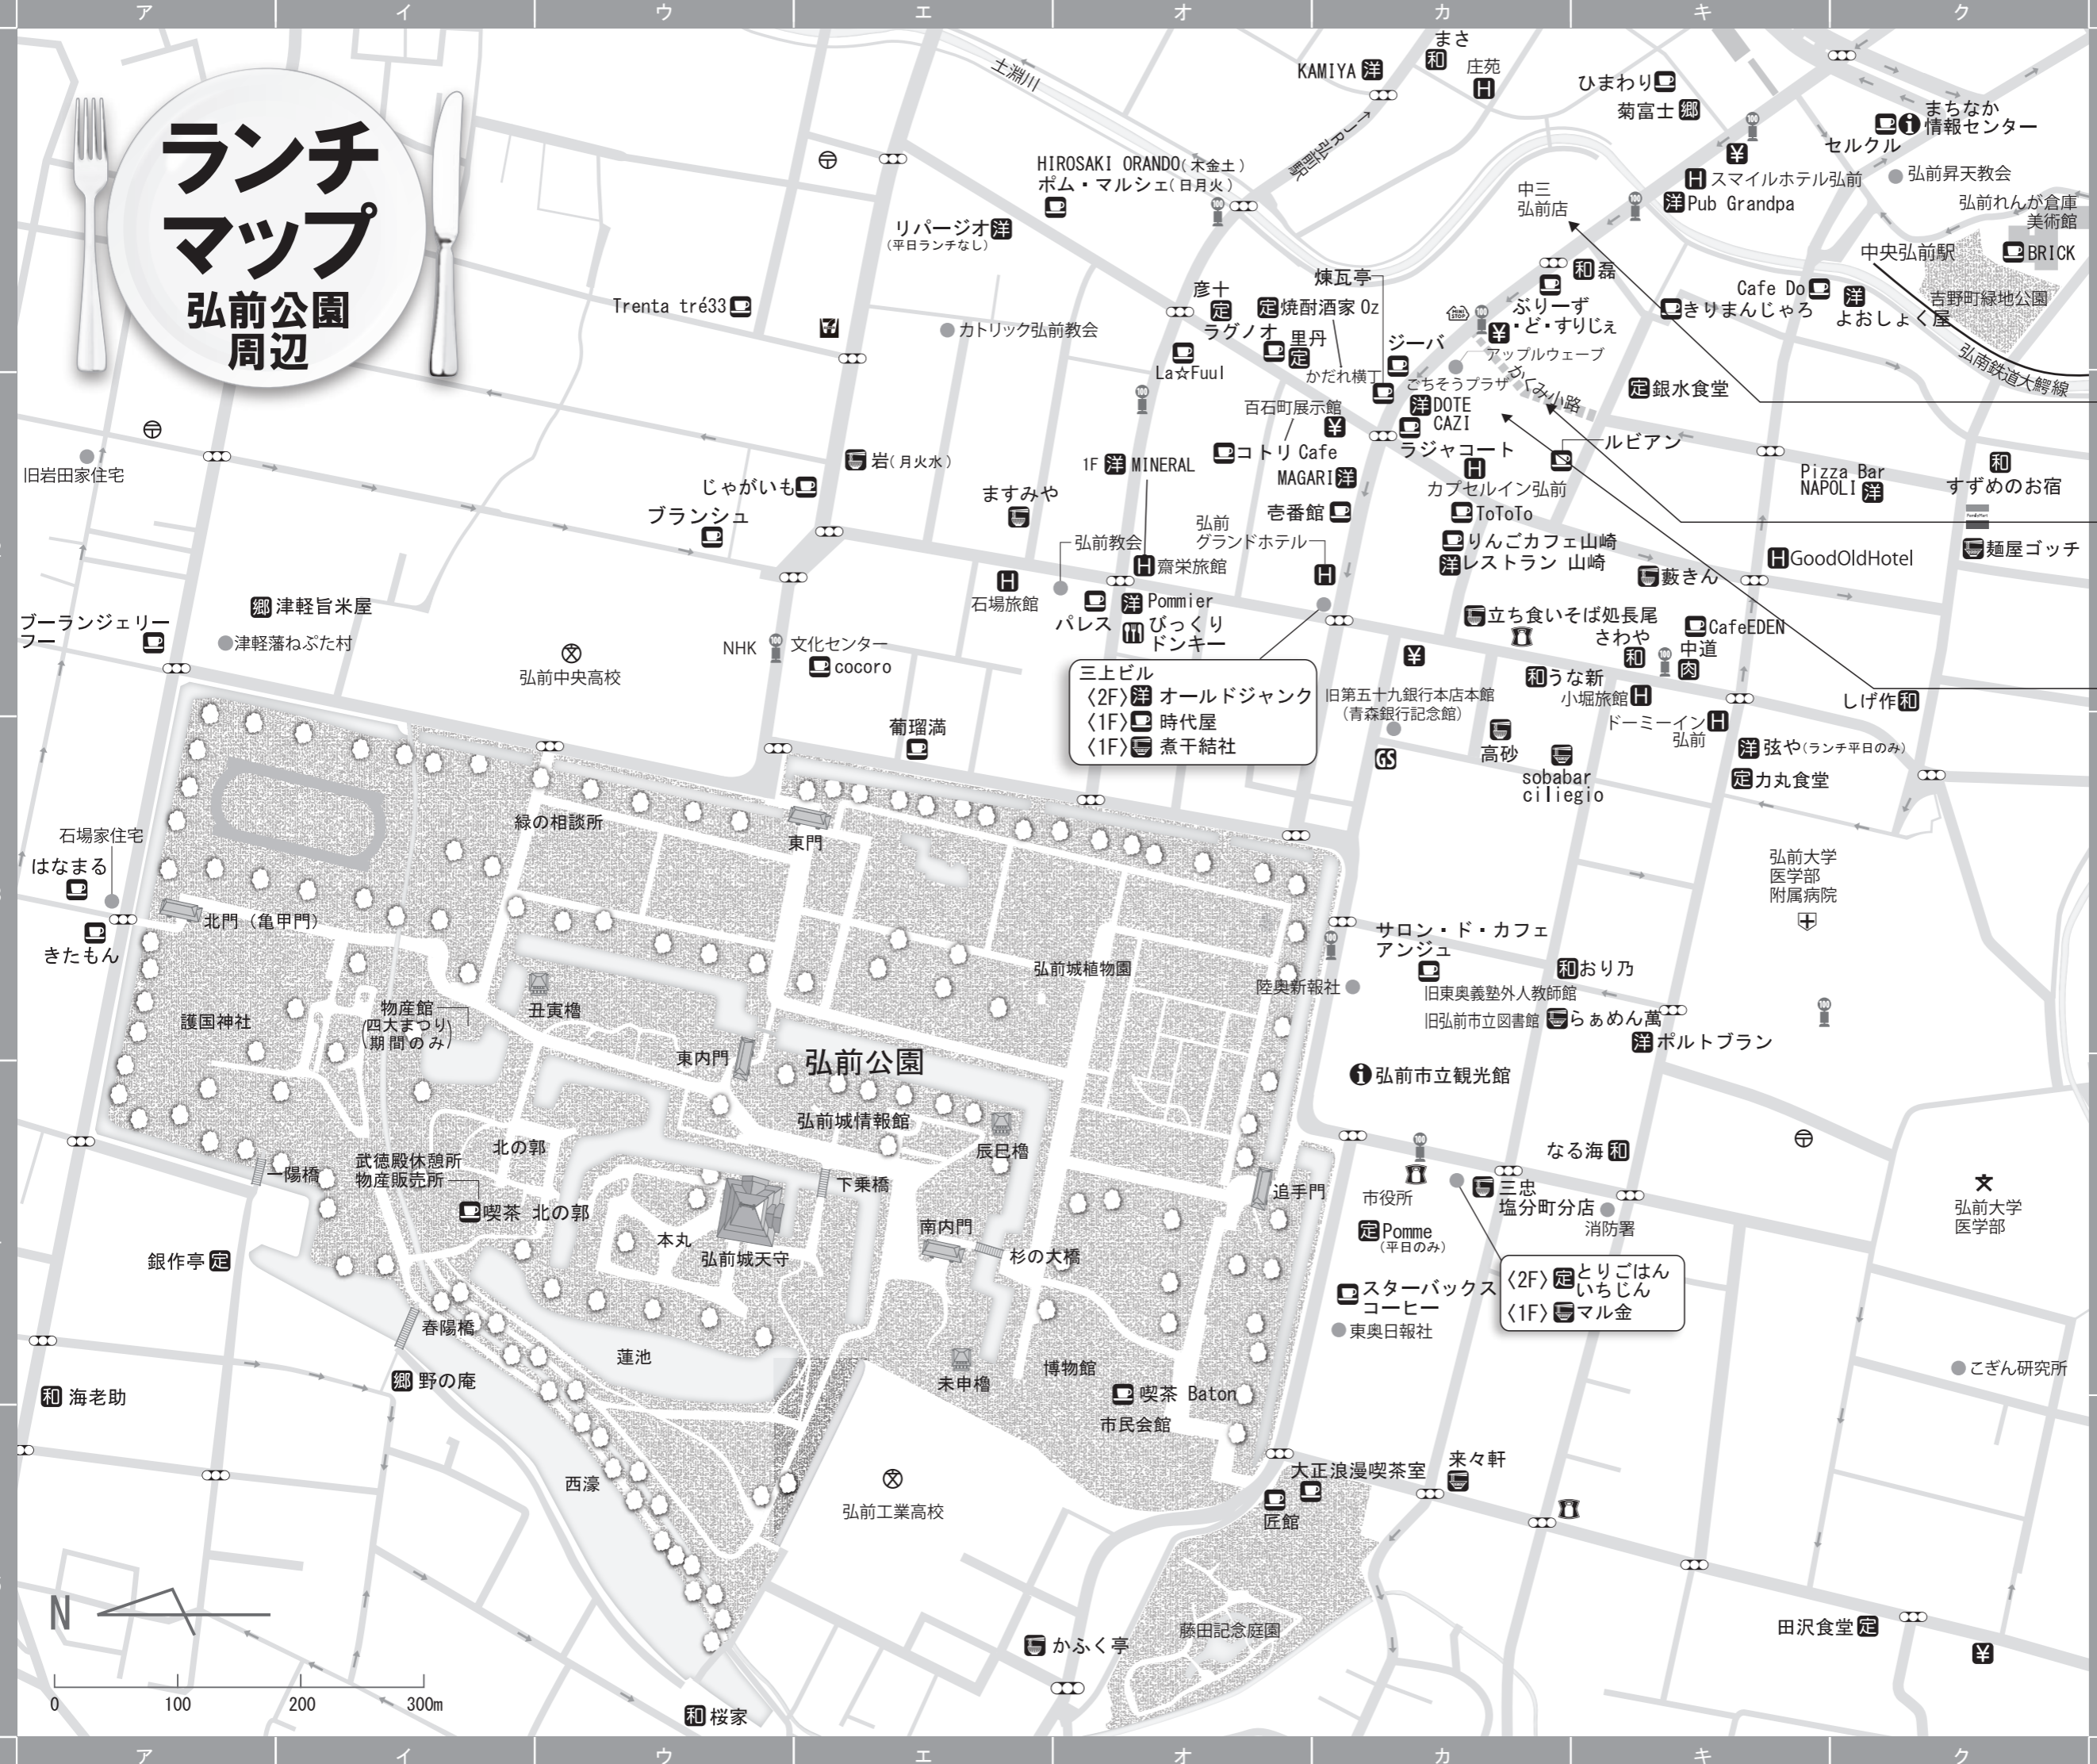 ア
イ
ウ
エ
オ
カ
キ
ク
ランチ
マップ
弘前公園
周辺
土淵川
KAMIYA 洋
まさ
和
庄苑
H
ひまわり
菊富士 郷
まちなか
情報センター
セルクル
弘前昇天教会
HIROSAKI ORANDO(木金土)
ポム・マルシェ(日月火)
↑JR弘前駅
中三
弘前店
H スマイルホテル弘前
洋 Pub Grandpa
弘前れんが倉庫
美術館
BRICK
中央弘前駅
吉野町緑地公園
リパージオ 洋
(平日ランチなし)
Trenta tré33
カトリック弘前教会
彦十
定
定 焼酎酒家 Oz
煉瓦亭
ラグノオ
里丹
定
ジーバ
和 磊
ぶりーず
・ど・すりじぇ
Cafe Do
きりまんじゃろ
洋
よおしょく屋
弘南鉄道大鰐線
La☆Fuul
かだれ横丁
アップルウェーブ
ごちそうプラザ
かくみ小路
定 銀水食堂
百石町展示館
洋 DOTE
CAZI
コトリ Cafe
ラジャコート
ルビアン
旧岩田家住宅
岩(月火水)
じゃがいも
ブランシュ
ますみや
1F 洋 MINERAL
MAGARI 洋
H
カプセルイン弘前
Pizza Bar
NAPOLI 洋
和
すずめのお宿
壱番館
ToToTo
弘前
グランドホテル
りんごカフェ山崎
洋 レストラン 山崎
麺屋ゴッチ
弘前教会
H 齋栄旅館
H
石場旅館
H
藪きん
H GoodOldHotel
郷 津軽旨米屋
ブーランジェリー
フー
津軽藩ねぷた村
弘前中央高校
NHK
文化センター
cocoro
パレス
洋 Pommier
びっくり
ドンキー
立ち食いそば処長尾
さわや
和
CafeEDEN
中道
肉
三上ビル
〈2F〉洋 オールドジャンク
〈1F〉時代屋
〈1F〉煮干結社
旧第五十九銀行本店本館
(青森銀行記念館)
和 うな新
小堀旅館 H
ドーミーイン H
弘前
しげ作 和
葡瑠満
GS
高砂
sobabar
ciliegio
洋 弦や(ランチ平日のみ)
定 力丸食堂
緑の相談所
東門
石場家住宅
はなまる
きたもん
北門(亀甲門)
弘前大学
医学部
附属病院
サロン・ド・カフェ
アンジュ
弘前城植物園
陸奥新報社
和 おり乃
旧東奥義塾外人教師館
旧弘前市立図書館
らぁめん萬
洋 ポルトブラン
護国神社
物産館
(四大まつり
期間のみ)
丑寅櫓
東内門
弘前公園
弘前市立観光館
弘前城情報館
辰巳櫓
北の郭
武徳殿休憩所
物産販売所
喫茶 北の郭
一陽橋
下乗橋
追手門
南内門
杉の大橋
本丸
弘前城天守
なる海 和
三忠
塩分町分店
消防署
市役所
定 Pomme
(平日のみ)
〈2F〉定 とりごはん
いちじん
〈1F〉マル金
弘前大学
医学部
銀作亭 定
スターバックス
コーヒー
東奥日報社
春陽橋
郷 野の庵
蓮池
未申櫓
博物館
喫茶 Baton
市民会館
こぎん研究所
和 海老助
西濠
弘前工業高校
大正浪漫喫茶室
匠館
来々軒
藤田記念庭園
かふく亭
田沢食堂 定
和 桜家
N
0 100 200 300m
ア
イ
ウ
エ
オ
カ
キ
ク